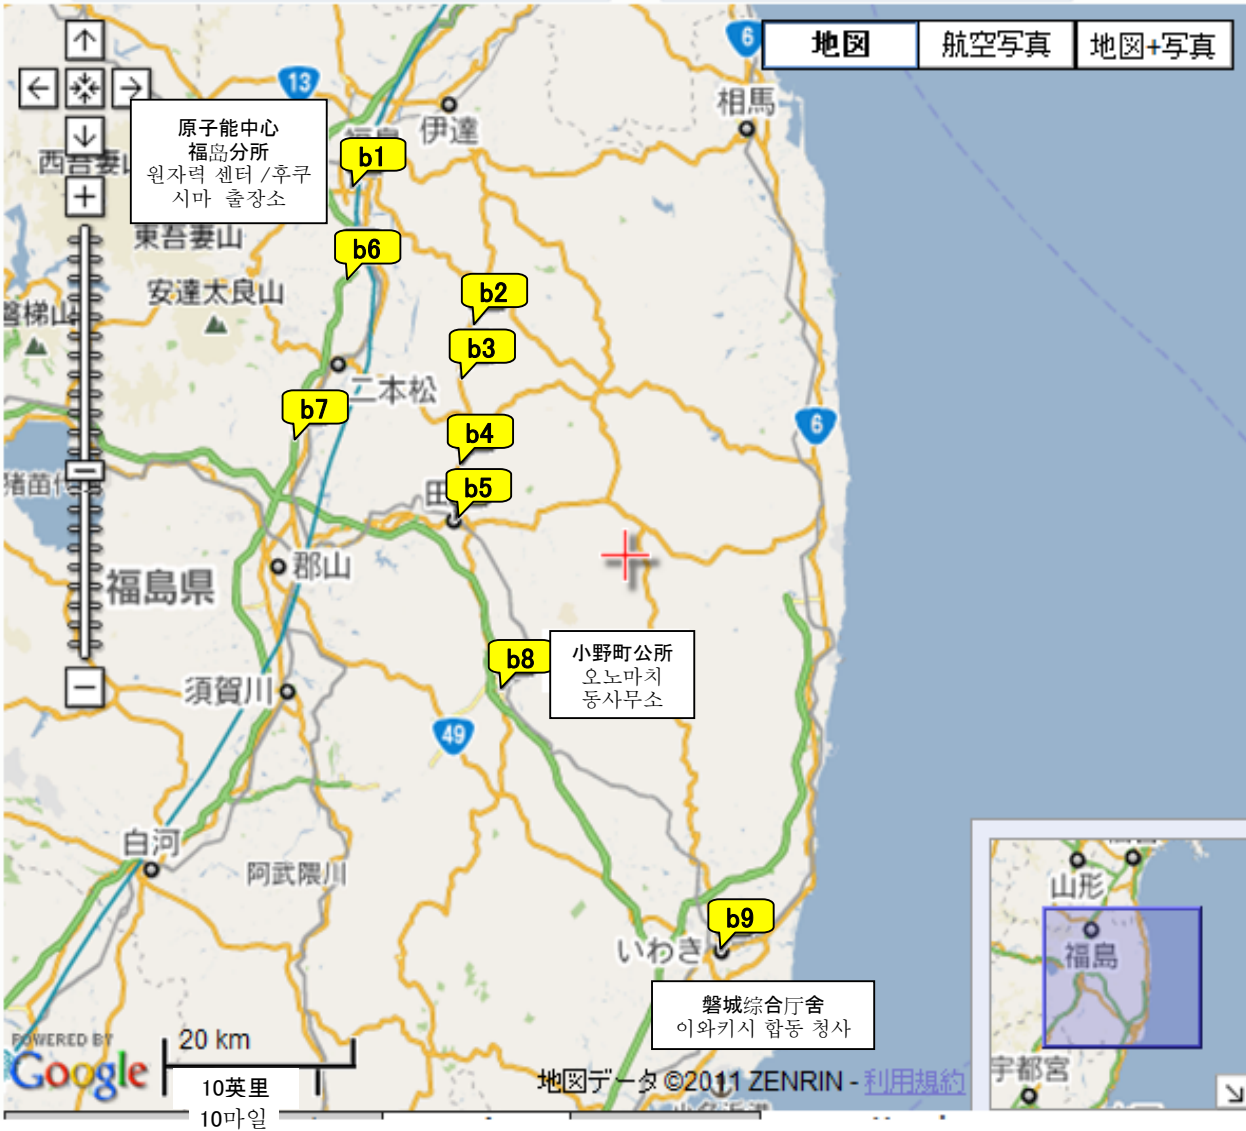 6
地図
航空写真
地図+写真
13
相馬
伊達
原子能中心
福岛分所
원자력 센터 /후쿠
시마 출장소
b1
東吾妻山
b6
安達太良山
b2
磐梯山
b3
二本松
b7
6
b4
b5
田
郡山
福島県
b8
小野町公所
오노마치
동사무소
須賀川
49
白河
阿武隈川
山形
福島
宇都宮
b9
いわき
磐城综合厅舍
이와키시 합동 청사
POWERED BY
Google
20 km
10英里
10마일
地図データ ©2011 ZENRIN - 利用規約